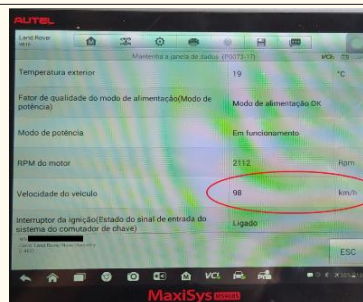 AUTEL
Land Rover
Mantenha a janela de dados (P0073-77)
VCI:
Temperatura exterior 19 °C
Fator de qualidade do modo de alimentação(Modo de potência) Modo de alimentação OK
Modo de potência Em funcionamento
RPM do motor 2112 Rpm
Velocidade do veículo 98 km/h
Interruptor da ignição(Estado do sinal de entrada do sistema do comutador de chave) Ligado
ESC
VCI
MaxiSys